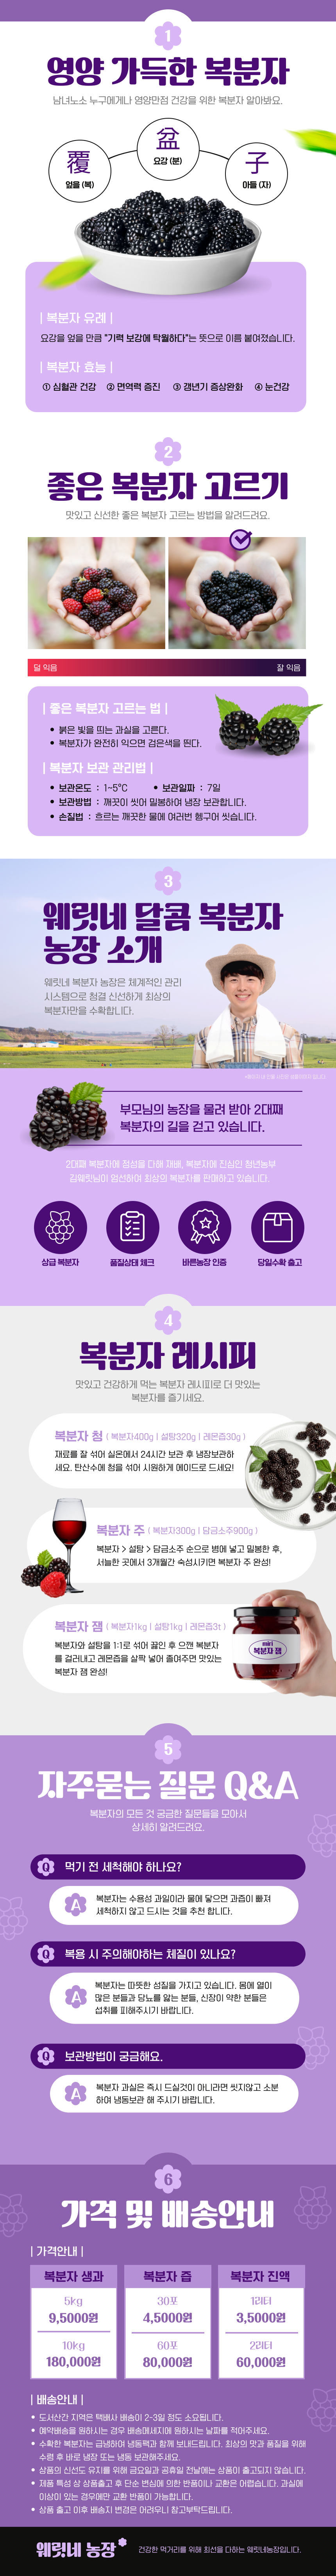 1
영양 가득한 복분자
남녀노소 누구에게나 영양만점 건강을 위한 복분자 알아봐요.
覆
엎을 (복)
盆
요강 (분)
子
아들 (자)
| 복분자 유래 |
요강을 엎을 만큼 "기력 보강에 탁월하다"는 뜻으로 이름 붙여졌습니다.
| 복분자 효능 |
① 심혈관 건강 ② 면역력 증진 ③ 갱년기 증상완화 ④ 눈건강
2
좋은 복분자 고르기
맛있고 신선한 좋은 복분자 고르는 방법을 알려드려요.
덜 익음
잘 익음
| 좋은 복분자 고르는 법 |
• 붉은 빛을 띠는 과실을 고른다.
• 복분자가 완전히 익으면 검은색을 띈다.
| 복분자 보관 관리법 |
• 보관온도 : 1~5°C • 보관일짜 : 7일
• 보관방법 : 깨끗이 씻어 밀봉하여 냉장 보관합니다.
• 손질법 : 흐르는 깨끗한 물에 여러번 헹구어 씻습니다.
3
웨릿네 달콤 복분자
농장 소개
웨릿네 복분자 농장은 체계적인 관리
시스템으로 청결 신선하게 최상의
복분자만을 수확합니다.
부모님의 농장을 물려 받아 2대째
복분자의 길을 걷고 있습니다.
2대째 복분자에 정성을 다해 재배, 복분자에 진심인 청년농부
김웨릿님이 엄선하여 최상의 복분자를 판매하고 있습니다.
상급 복분자
품질상태 체크
바른농장 인증
당일수확 출고
4
복분자 레시피
맛있고 건강하게 먹는 복분자 레시피로 더 맛있는
복분자를 즐기세요.
복분자 청 ( 복분자400g | 설탕320g | 레몬즙30g )
재료를 잘 섞어 실온에서 24시간 보관 후 냉장보관하
세요. 탄산수에 청을 섞어 시원하게 에이드로 드세요!
복분자 주 ( 복분자300g | 담금소주900g )
복분자 > 설탕 > 담금소주 순으로 병에 넣고 밀봉한 후,
서늘한 곳에서 3개월간 숙성시키면 복분자 주 완성!
복분자 잼 ( 복분자1kg | 설탕1kg | 레몬즙3t )
복분자와 설탕을 1:1로 섞어 끓인 후 으깬 복분자
를 걸러내고 레몬즙을 살짝 넣어 졸여주면 맛있는
복분자 잼 완성!
miri
복분자 잼
5
자주묻는 질문 Q&A
복분자의 모든 것 궁금한 질문들을 모아서
상세히 알려드려요.
Q 먹기 전 세척해야 하나요?
A 복분자는 수용성 과일이라 물에 닿으면 과즙이 빠져
세척하지 않고 드시는 것을 추천 합니다.
Q 복용 시 주의해야하는 체질이 있나요?
A 복분자는 따뜻한 성질을 가지고 있습니다. 몸에 열이
많은 분들과 당뇨를 앓는 분들, 신장이 약한 분들은
섭취를 피해주시기 바랍니다.
Q 보관방법이 궁금해요.
A 복분자 과실은 즉시 드실것이 아니라면 씻지않고 소분
하여 냉동보관 해 주시기 바랍니다.
6
가격 및 배송안내
| 가격안내 |
복분자 생과
5kg
9,5000원
10kg
180,000원
복분자 즙
30포
4,5000원
60포
80,000원
복분자 진액
1리터
3,5000원
2리터
60,000원
| 배송안내 |
• 도서산간 지역은 택배사 배송이 2-3일 정도 소요됩니다.
• 예약배송을 원하시는 경우 배송메세지에 원하시는 날짜를 적어주세요.
• 수확한 복분자는 급냉하여 냉동팩과 함께 보내드립니다. 최상의 맛과 품질을 위해
수령 후 바로 냉장 또는 냉동 보관해주세요.
• 상품의 신선도 유지를 위해 금요일과 공휴일 전날에는 상품이 출고되지 않습니다.
• 제품 특성 상 상품출고 후 단순 변심에 의한 반품이나 교환은 어렵습니다. 과실에
이상이 있는 경우에만 교환 반품이 가능합니다.
• 상품 출고 이후 배송지 변경은 어려우니 참고부탁드립니다.
웨릿네 농장
건강한 먹거리를 위해 최선을 다하는 웨릿네농장입니다.